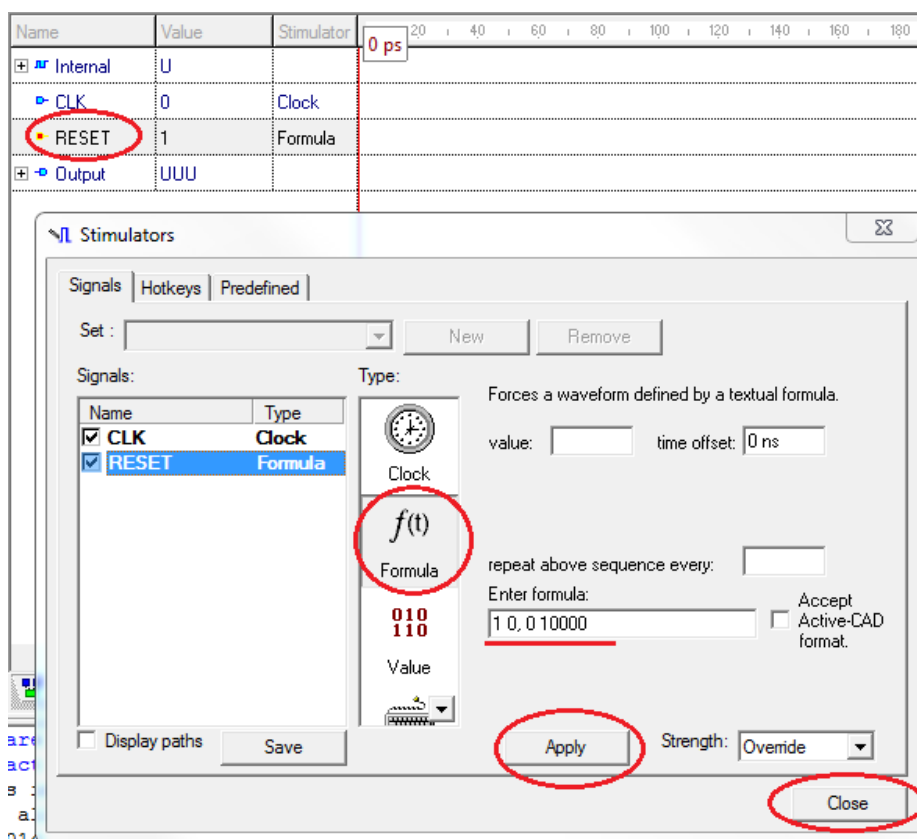 Name Value Stimulator 20 40 60 80 100 120 140 160 180
0 ps
Internal U
CLK 0 Clock
RESET 1 Formula
Output UUU
Stimulators
Signals Hotkeys Predefined
Set : New Remove
Signals: Type:
Forces a waveform defined by a textual formula.
Name Type
CLK Clock
RESET Formula
value: time offset: 0 ns
Clock
f(t)
Formula
repeat above sequence every:
Enter formula:
1 0, 0 10000
Accept
Active-CAD
format.
010
110
Value
Display paths Save Apply Strength: Override
Close